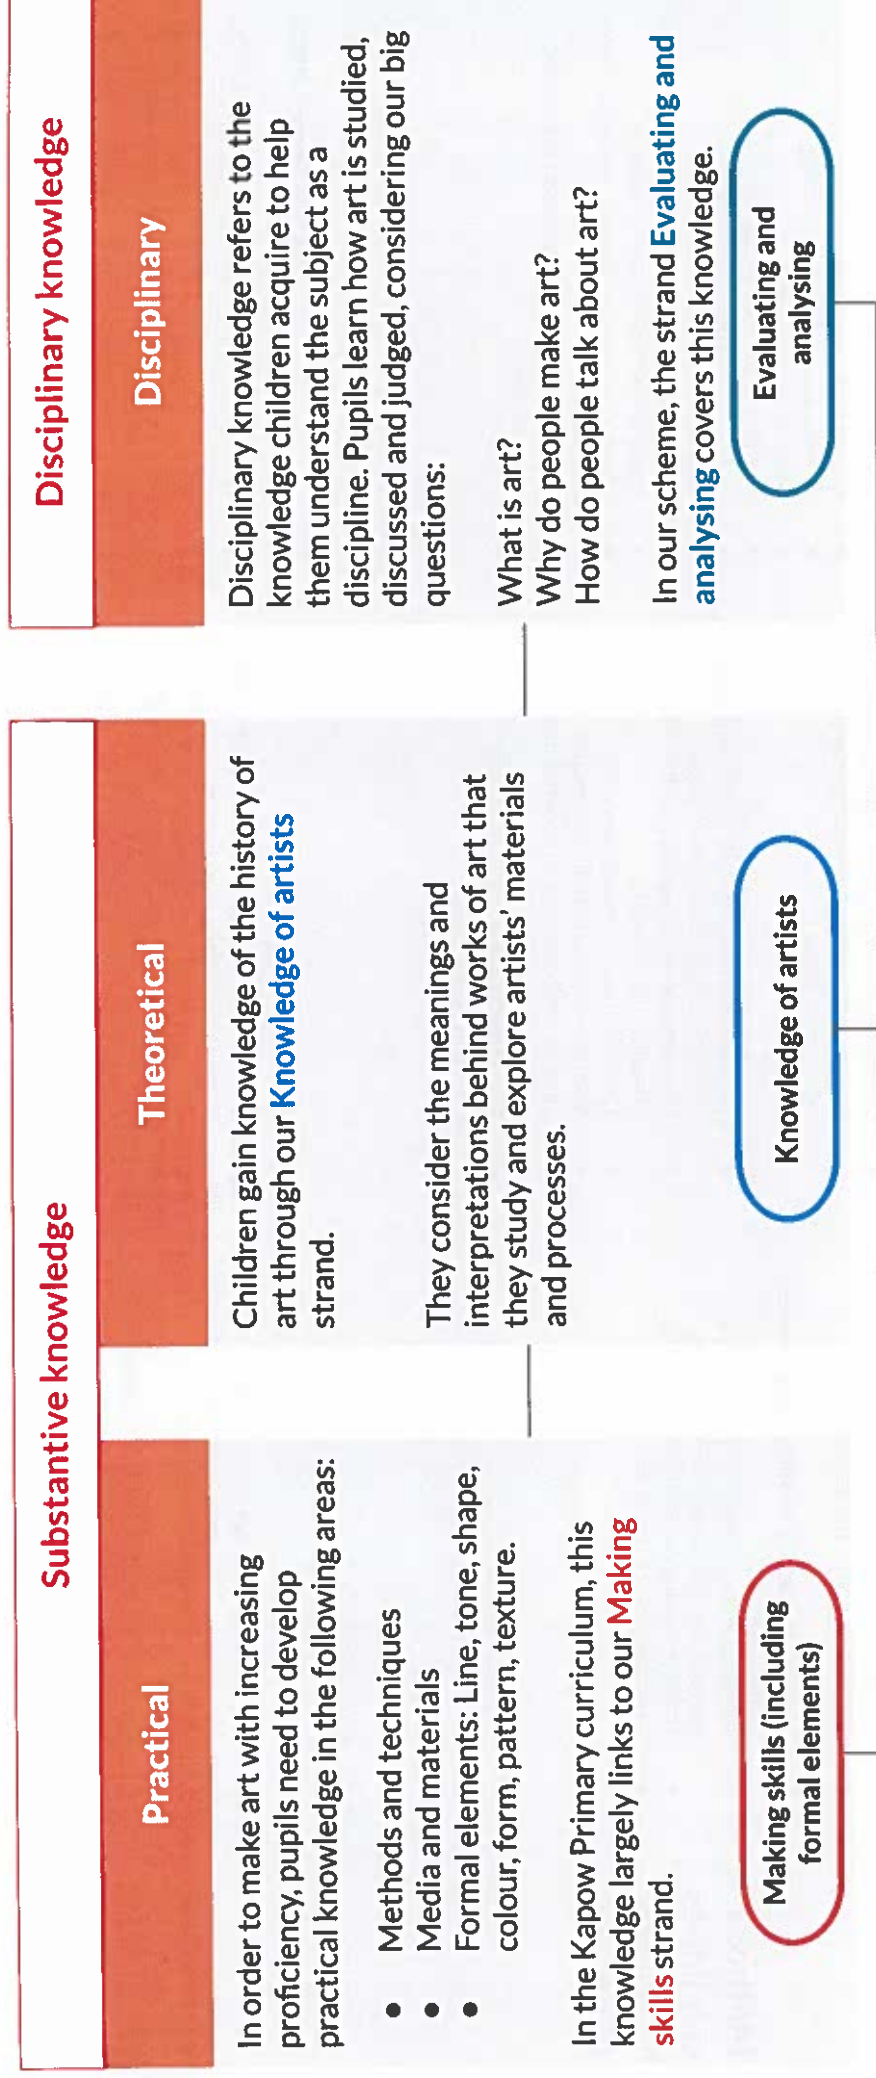 Substantive knowledge
Practical
In order to make art with increasing
proficiency, pupils need to develop
practical knowledge in the following areas:
● Methods and techniques
● Media and materials
● Formal elements: Line, tone, shape,
colour, form, pattern, texture.
In the Kapow Primary curriculum, this
knowledge largely links to our Making
skills strand.
Making skills (including
formal elements)
Theoretical
Children gain knowledge of the history of
art through our Knowledge of artists
strand.
They consider the meanings and
interpretations behind works of art that
they study and explore artists' materials
and processes.
Knowledge of artists
Disciplinary knowledge
Disciplinary
Disciplinary knowledge refers to the
knowledge children acquire to help
them understand the subject as a
discipline. Pupils learn how art is studied,
discussed and judged, considering our big
questions:
What is art?
Why do people make art?
How do people talk about art?
In our scheme, the strand Evaluating and
analysing covers this knowledge.
Evaluating and
analysing